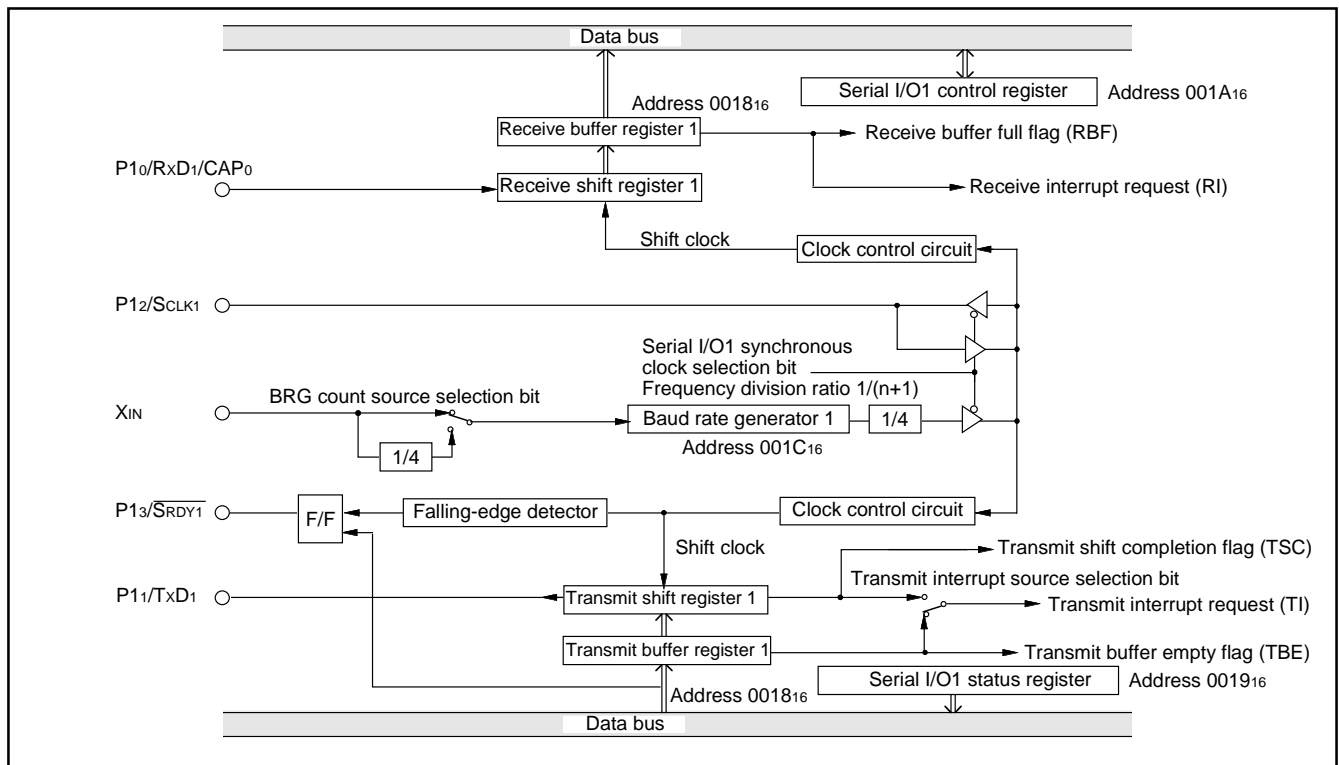 Data bus
Serial I/O1 control register
Address 001A16
Address 001816
Receive buffer register 1
Receive buffer full flag (RBF)
P10/RXD1/CAP0
Receive shift register 1
Receive interrupt request (RI)
Shift clock
Clock control circuit
P12/SCLK1
Serial I/O1 synchronous
clock selection bit
Frequency division ratio 1/(n+1)
BRG count source selection bit
XIN
Baud rate generator 1
1/4
Address 001C16
1/4
P13/SRDY1
F/F
Falling-edge detector
Clock control circuit
Shift clock
Transmit shift completion flag (TSC)
Transmit interrupt source selection bit
P11/TXD1
Transmit shift register 1
Transmit interrupt request (TI)
Transmit buffer register 1
Transmit buffer empty flag (TBE)
Address 001816
Serial I/O1 status register
Address 001916
Data bus